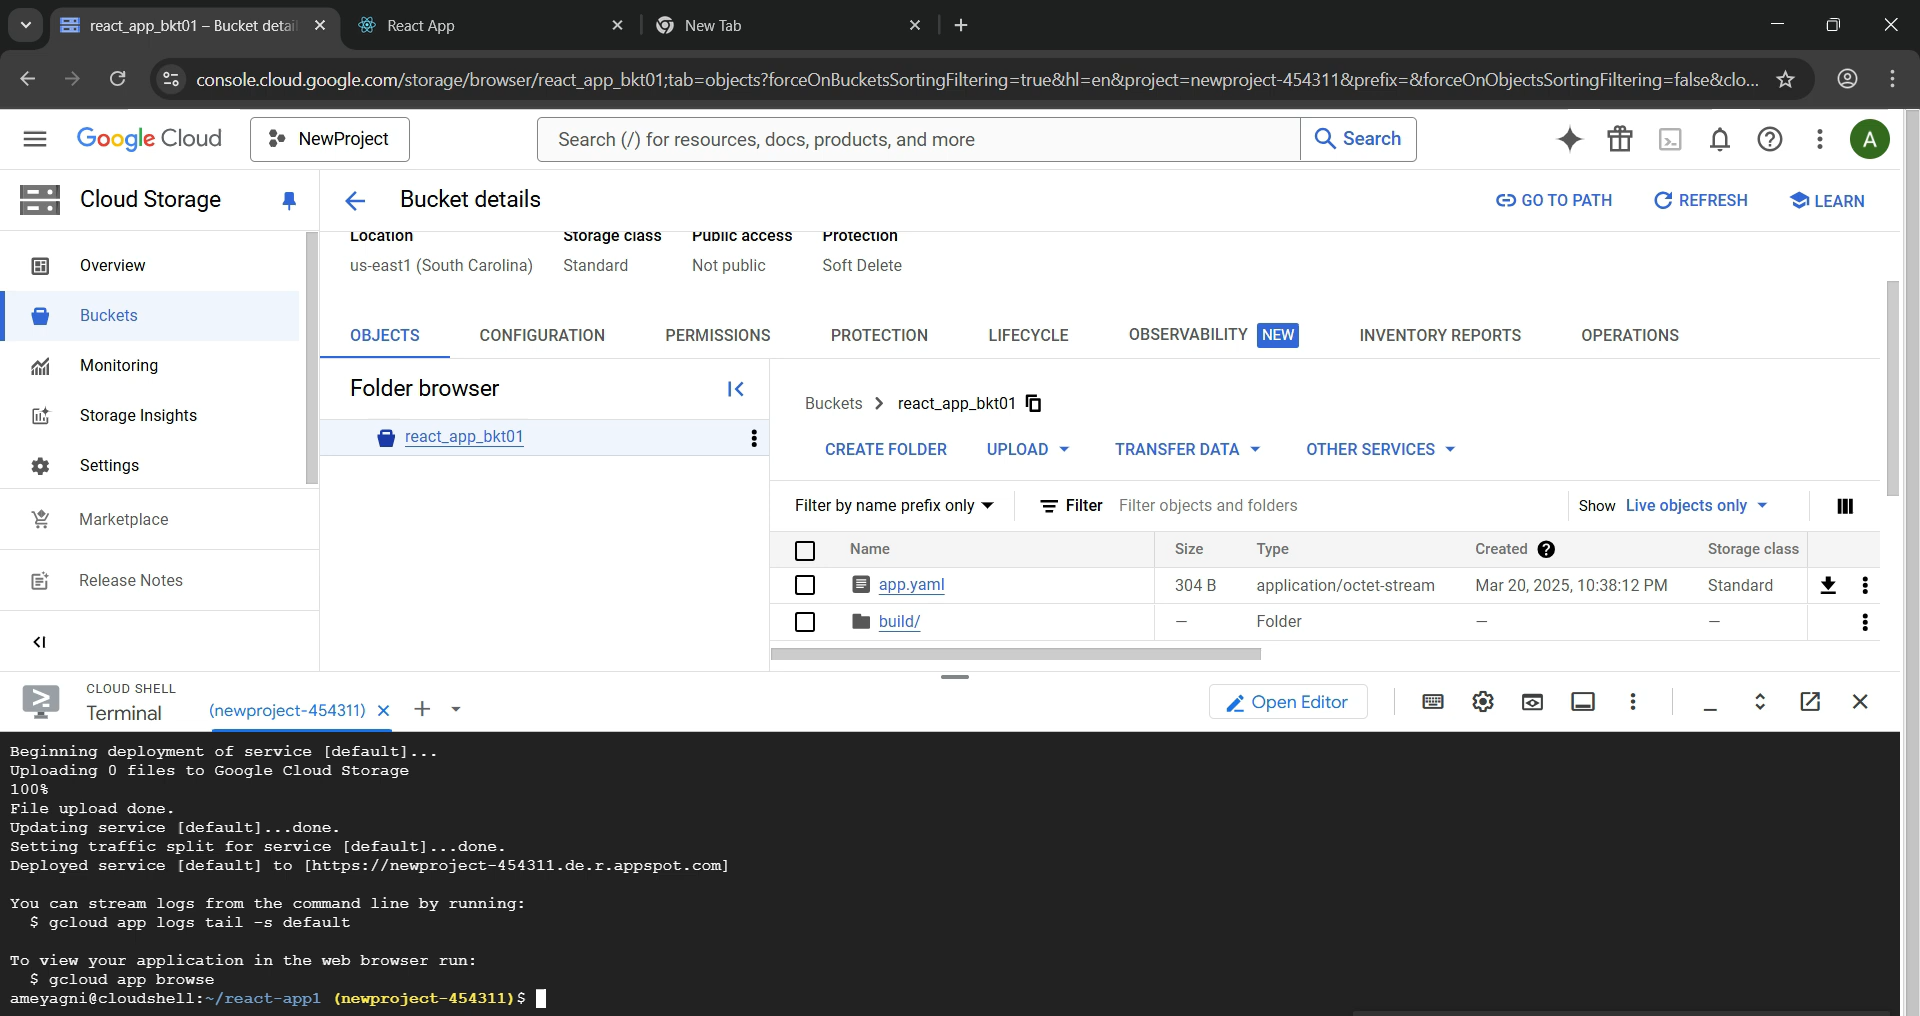 react_app_bkt01 – Bucket detai
React App
New Tab
console.cloud.google.com/storage/browser/react_app_bkt01;tab=objects?forceOnBucketsSortingFiltering=true&hl=en&project=newproject-454311&prefix=&forceOnObjectsSortingFiltering=false&clo...
Google Cloud
NewProject
Search (/) for resources, docs, products, and more
Search
A
Cloud Storage
Bucket details
GO TO PATH
REFRESH
LEARN
Overview
Buckets
Monitoring
Storage Insights
Settings
Marketplace
Release Notes
Location Storage class Public access Protection
us-east1 (South Carolina) Standard Not public Soft Delete
OBJECTS CONFIGURATION PERMISSIONS PROTECTION LIFECYCLE OBSERVABILITY NEW INVENTORY REPORTS OPERATIONS
Folder browser
react_app_bkt01
Buckets > react_app_bkt01
CREATE FOLDER UPLOAD TRANSFER DATA OTHER SERVICES
Filter by name prefix only Filter Filter objects and folders Show Live objects only
Name Size Type Created Storage class
app.yaml 304 B application/octet-stream Mar 20, 2025, 10:38:12 PM Standard
build/ – Folder – –
CLOUD SHELL
Terminal
(newproject-454311)
Open Editor
Beginning deployment of service [default]...
Uploading 0 files to Google Cloud Storage
100%
File upload done.
Updating service [default]...done.
Setting traffic split for service [default]...done.
Deployed service [default] to [https://newproject-454311.de.r.appspot.com]
You can stream logs from the command line by running:
$ gcloud app logs tail -s default
To view your application in the web browser run:
$ gcloud app browse
ameyagni@cloudshell:~/react-app1 (newproject-454311)$